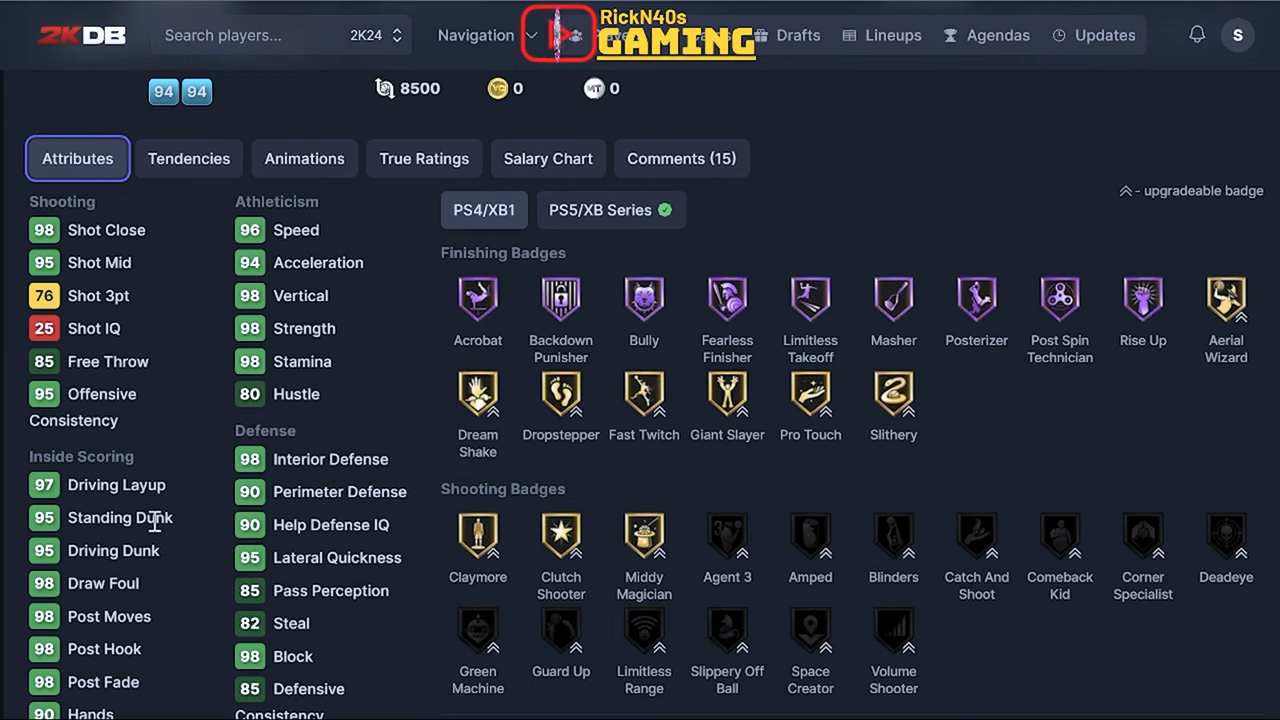 2KDB
Search players...
2K24
Navigation
RickN40s
GAMING
Drafts
Lineups
Agendas
Updates
S
94 94
8500
VC 0
MT 0
Attributes
Tendencies
Animations
True Ratings
Salary Chart
Comments (15)
- upgradeable badge
Shooting
98 Shot Close
95 Shot Mid
76 Shot 3pt
25 Shot IQ
85 Free Throw
95 Offensive
Consistency
Inside Scoring
97 Driving Layup
95 Standing Dunk
95 Driving Dunk
98 Draw Foul
98 Post Moves
98 Post Hook
98 Post Fade
90 Hands
Athleticism
96 Speed
94 Acceleration
98 Vertical
98 Strength
98 Stamina
80 Hustle
Defense
98 Interior Defense
90 Perimeter Defense
90 Help Defense IQ
95 Lateral Quickness
85 Pass Perception
82 Steal
98 Block
85 Defensive
Consistency
PS4/XB1
PS5/XB Series
Finishing Badges
Acrobat
Backdown
Punisher
Bully
Fearless
Finisher
Limitless
Takeoff
Masher
Posterizer
Post Spin
Technician
Rise Up
Aerial
Wizard
Dream
Shake
Dropstepper
Fast Twitch
Giant Slayer
Pro Touch
Slithery
Shooting Badges
Claymore
Clutch
Shooter
Middy
Magician
Agent 3
Amped
Blinders
Catch And
Shoot
Comeback
Kid
Corner
Specialist
Deadeye
Green
Machine
Guard Up
Limitless
Range
Slippery Off
Ball
Space
Creator
Volume
Shooter